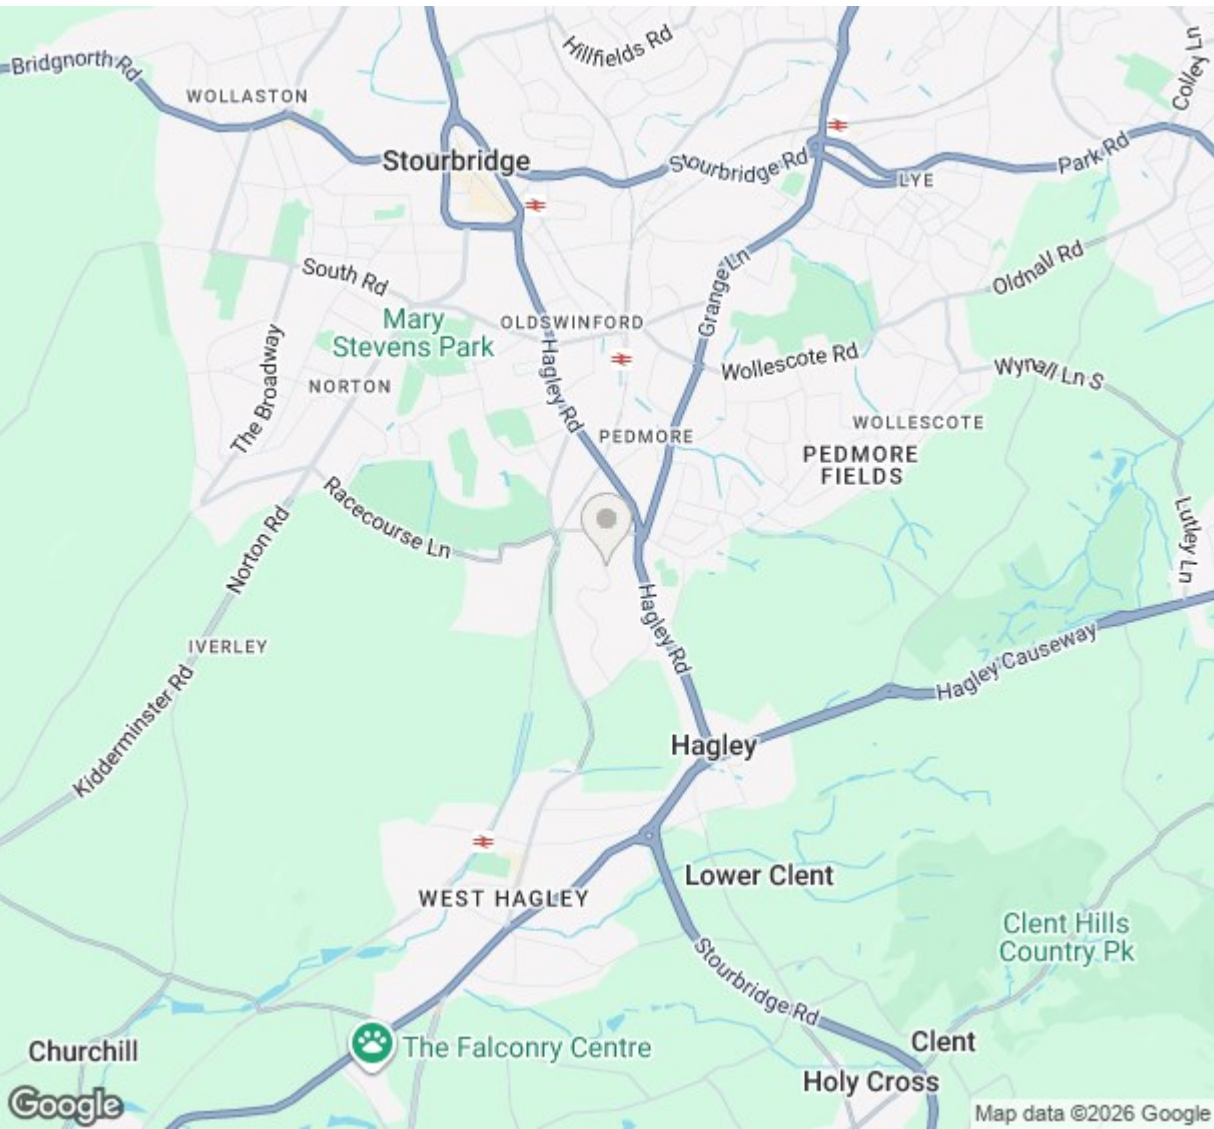 Hillfields Rd
Colley Ln
Bridgnorth Rd
WOLLASTON
Stourbridge
Stourbridge Rd
Park Rd
LYE
South Rd
Grange Ln
Oldnall Rd
Mary
Stevens Park
OLDSWINFORD
The Broadway
Hagley Rd
Wollescote Rd
Wynall Ln S
NORTON
PEDMORE
WOLLESCOTE
PEDMORE
FIELDS
Racecourse Ln
Norton Rd
Lutley Ln
Hagley Rd
IVERLEY
Hagley Causeway
Kidderminster Rd
Hagley
Lower Clent
WEST HAGLEY
Clent Hills
Country Pk
Stourbridge Rd
Churchill
The Falconry Centre
Clent
Holy Cross
Google
Map data ©2026 Google